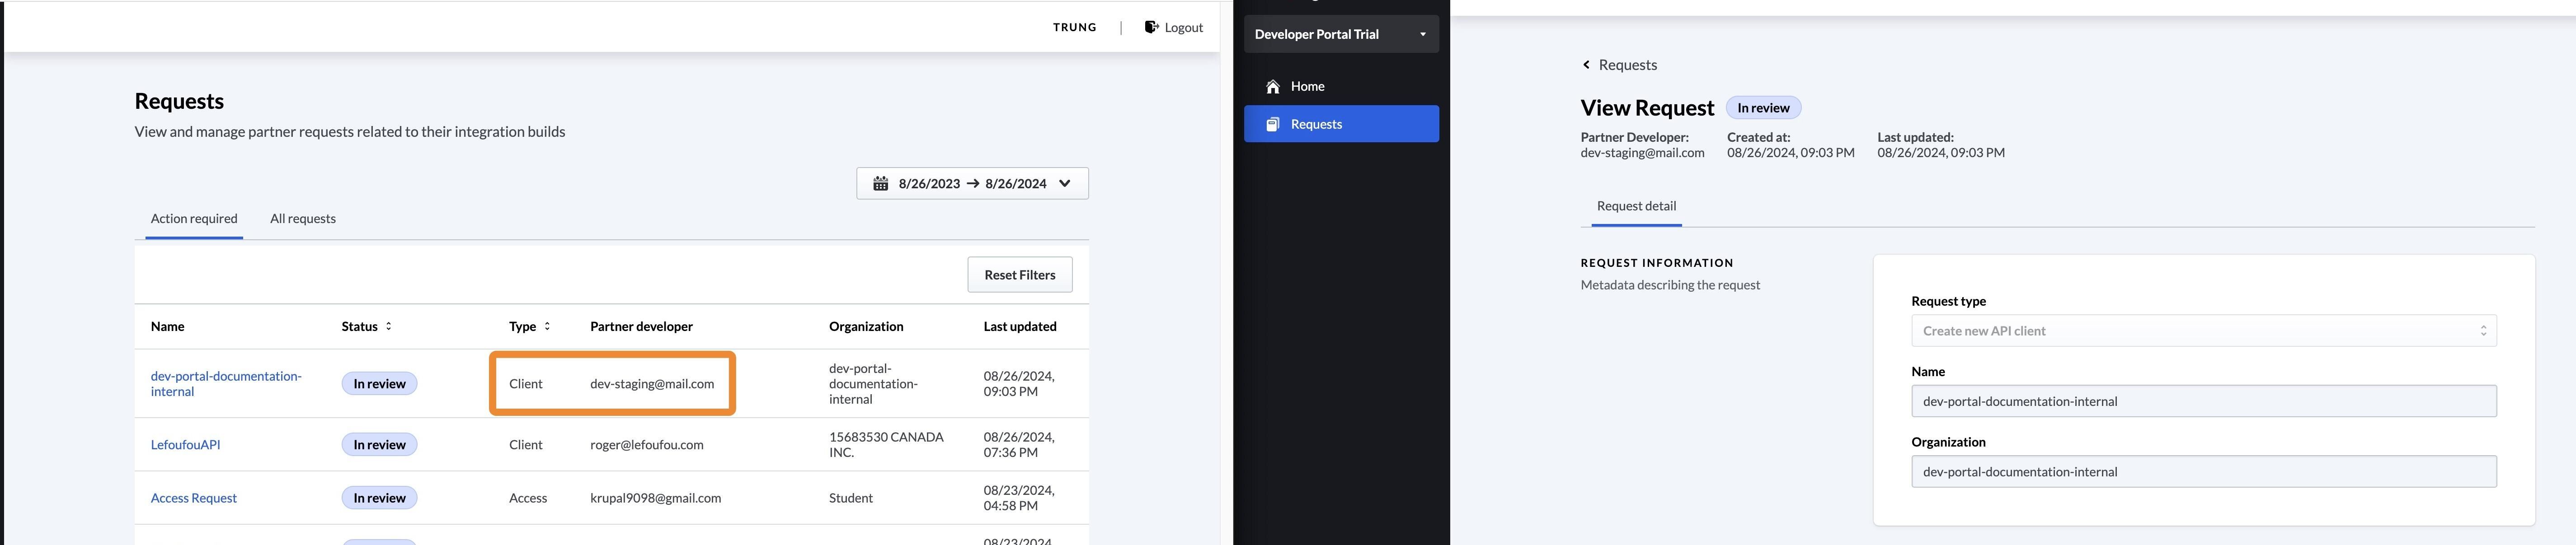 TRUNG | Logout
Requests
View and manage partner requests related to their integration builds
8/26/2023 → 8/26/2024
Action required All requests
Reset Filters
Name Status Type Partner developer Organization Last updated
dev-portal-documentation-
internal
In review
Client
dev-staging@mail.com
dev-portal-
documentation-
internal
08/26/2024,
09:03 PM
LefoufouAPI
In review
Client
roger@lefoufou.com
15683530 CANADA
INC.
08/26/2024,
07:36 PM
Access Request
In review
Access
krupal9098@gmail.com
Student
08/23/2024,
04:58 PM
08/23/2024
Developer Portal Trial
Home
Requests
Requests
View Request In review
Partner Developer: Created at: Last updated:
dev-staging@mail.com 08/26/2024, 09:03 PM 08/26/2024, 09:03 PM
Request detail
REQUEST INFORMATION
Metadata describing the request
Request type
Create new API client
Name
dev-portal-documentation-internal
Organization
dev-portal-documentation-internal